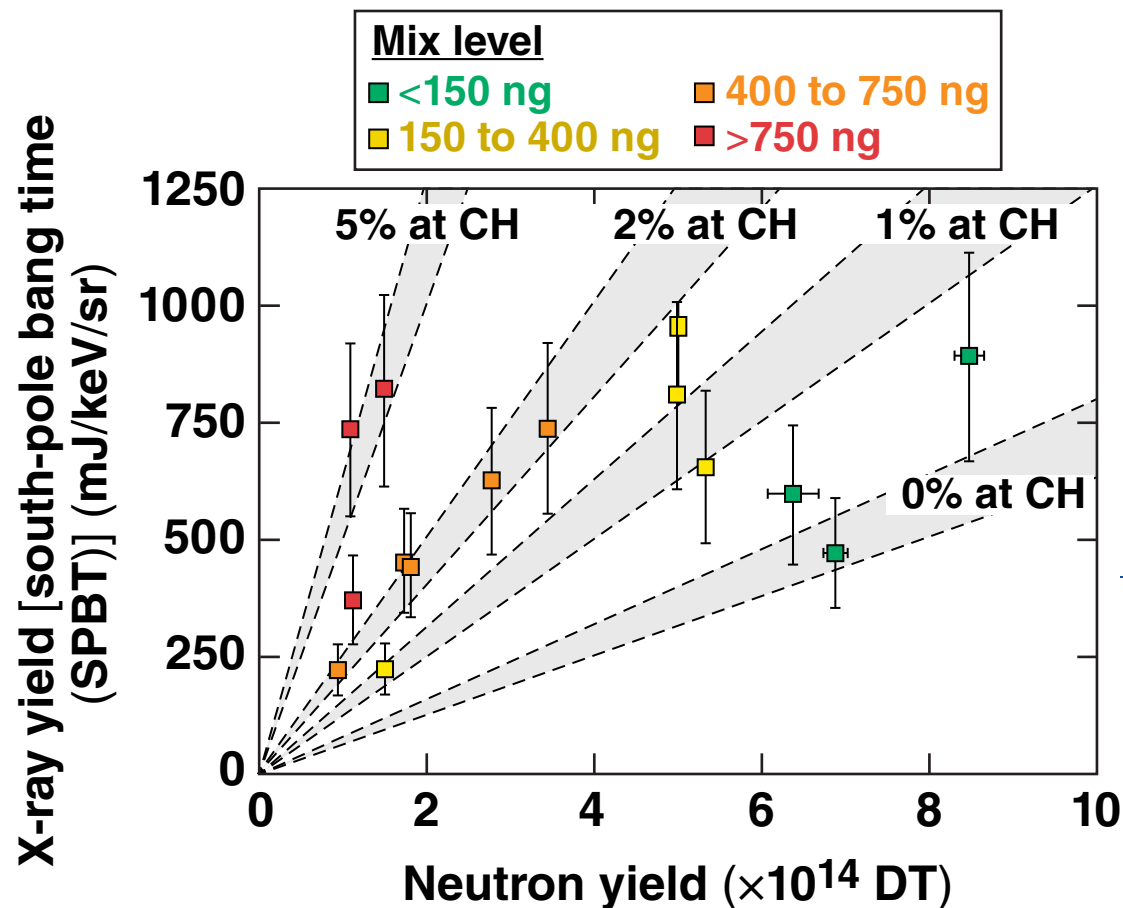 Mix level
<150 ng
400 to 750 ng
150 to 400 ng
>750 ng
X-ray yield [south-pole bang time
(SPBT)] (mJ/keV/sr)
1250
1000
750
500
250
0
5% at CH
2% at CH
1% at CH
0% at CH
0
2
4
6
8
10
Neutron yield (×10¹⁴ DT)